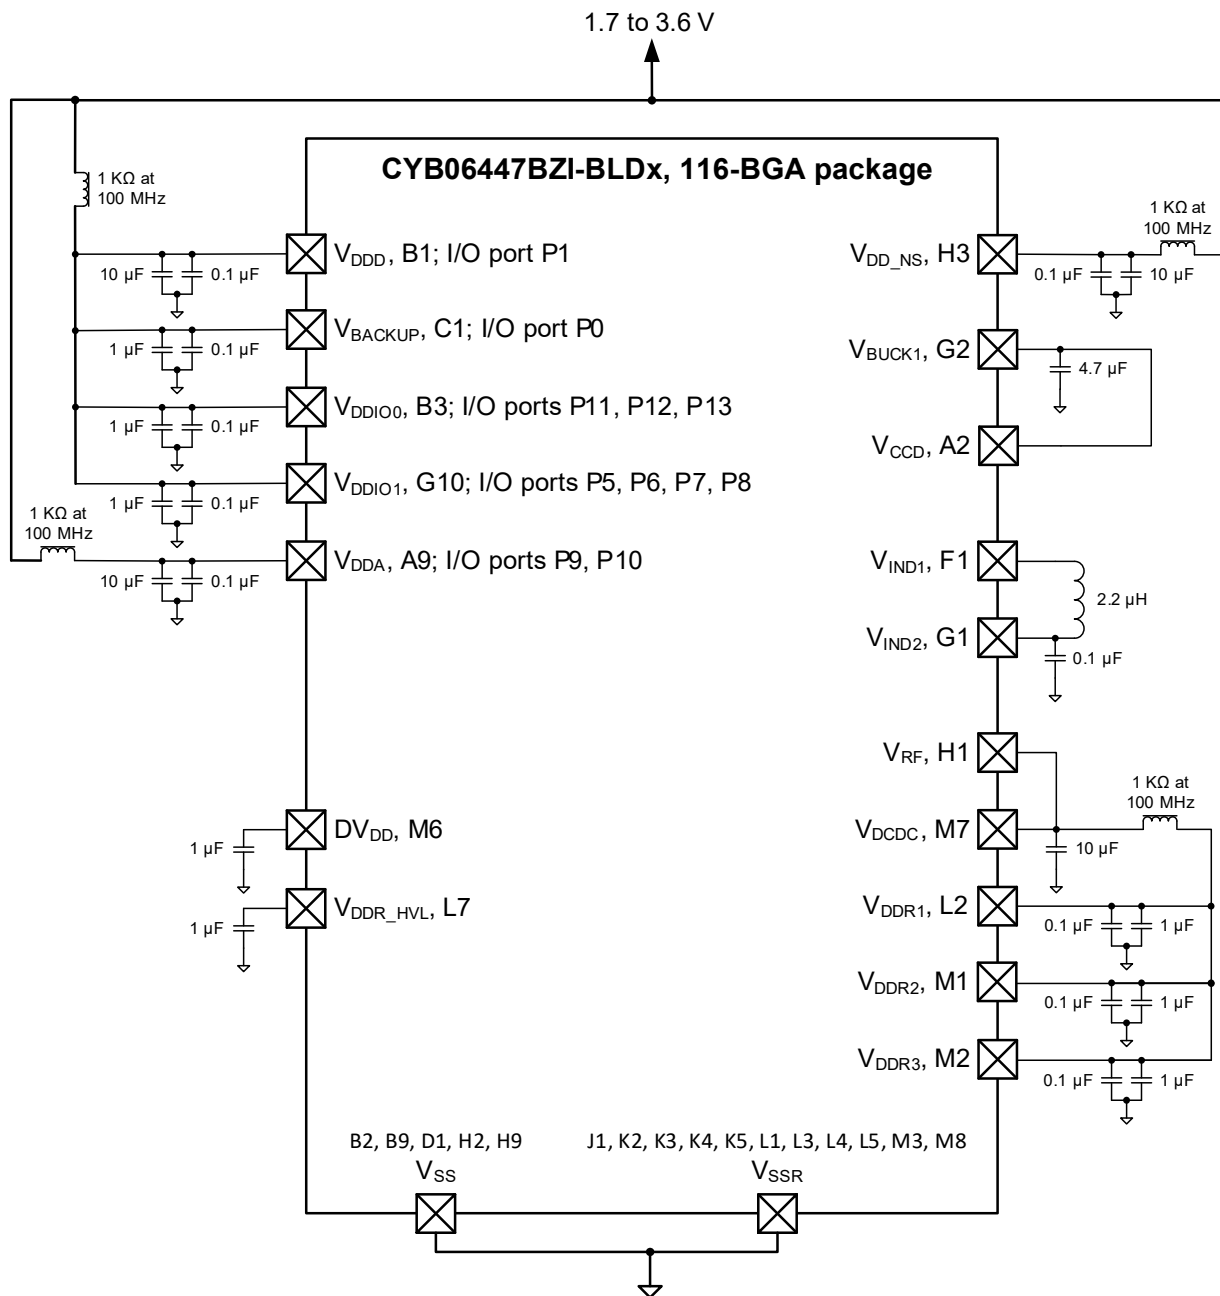 1.7 to 3.6 V
CYB06447BZI-BLDx, 116-BGA package
1 KΩ at
100 MHz
VDDD, B1; I/O port P1
10 µF
0.1 µF
VBACKUP, C1; I/O port P0
1 µF
0.1 µF
VDDIO0, B3; I/O ports P11, P12, P13
1 µF
0.1 µF
VDDIO1, G10; I/O ports P5, P6, P7, P8
1 µF
0.1 µF
1 KΩ at
100 MHz
VDDA, A9; I/O ports P9, P10
10 µF
0.1 µF
DVDD, M6
1 µF
VDDR_HVL, L7
1 µF
1 KΩ at
100 MHz
VDD_NS, H3
0.1 µF
10 µF
VBUCK1, G2
4.7 µF
VCCD, A2
VIND1, F1
2.2 µH
VIND2, G1
0.1 µF
VRF, H1
1 KΩ at
100 MHz
VDCDC, M7
10 µF
VDDR1, L2
0.1 µF
1 µF
VDDR2, M1
0.1 µF
1 µF
VDDR3, M2
0.1 µF
1 µF
B2, B9, D1, H2, H9
VSS
J1, K2, K3, K4, K5, L1, L3, L4, L5, M3, M8
VSSR